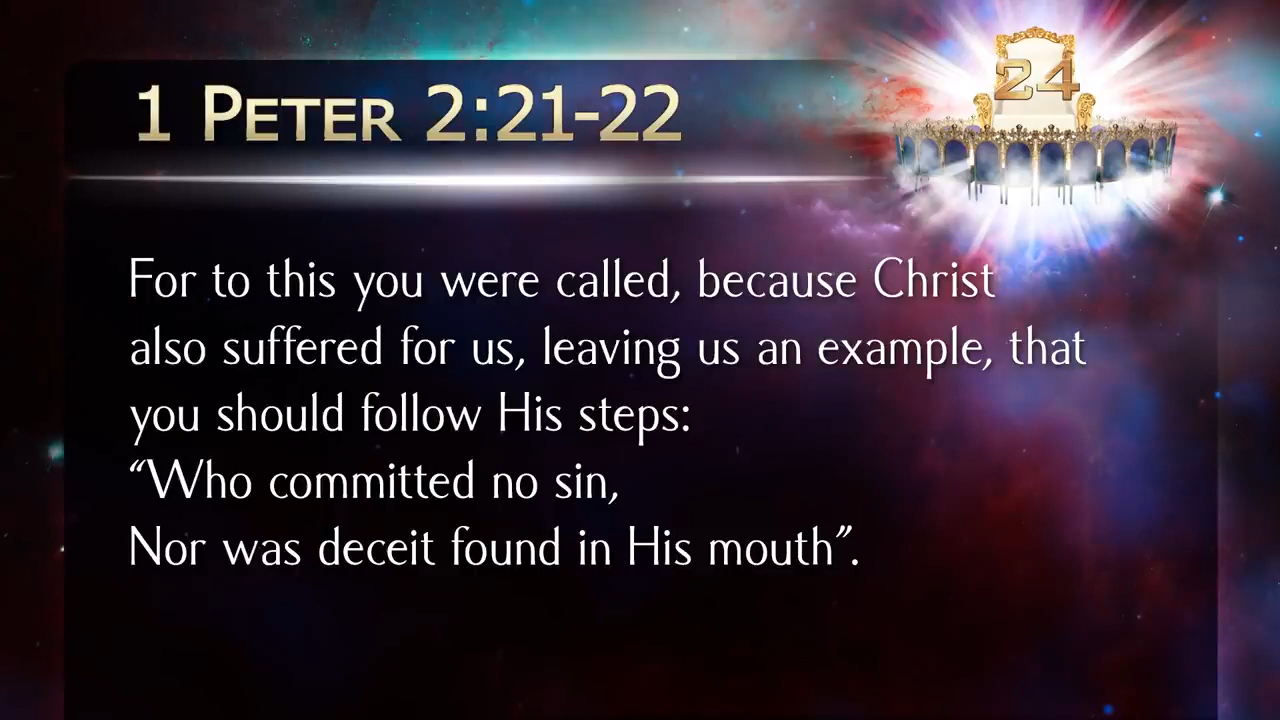 24
1 PETER 2:21-22
For to this you were called, because Christ
also suffered for us, leaving us an example, that
you should follow His steps:
“Who committed no sin,
Nor was deceit found in His mouth”.